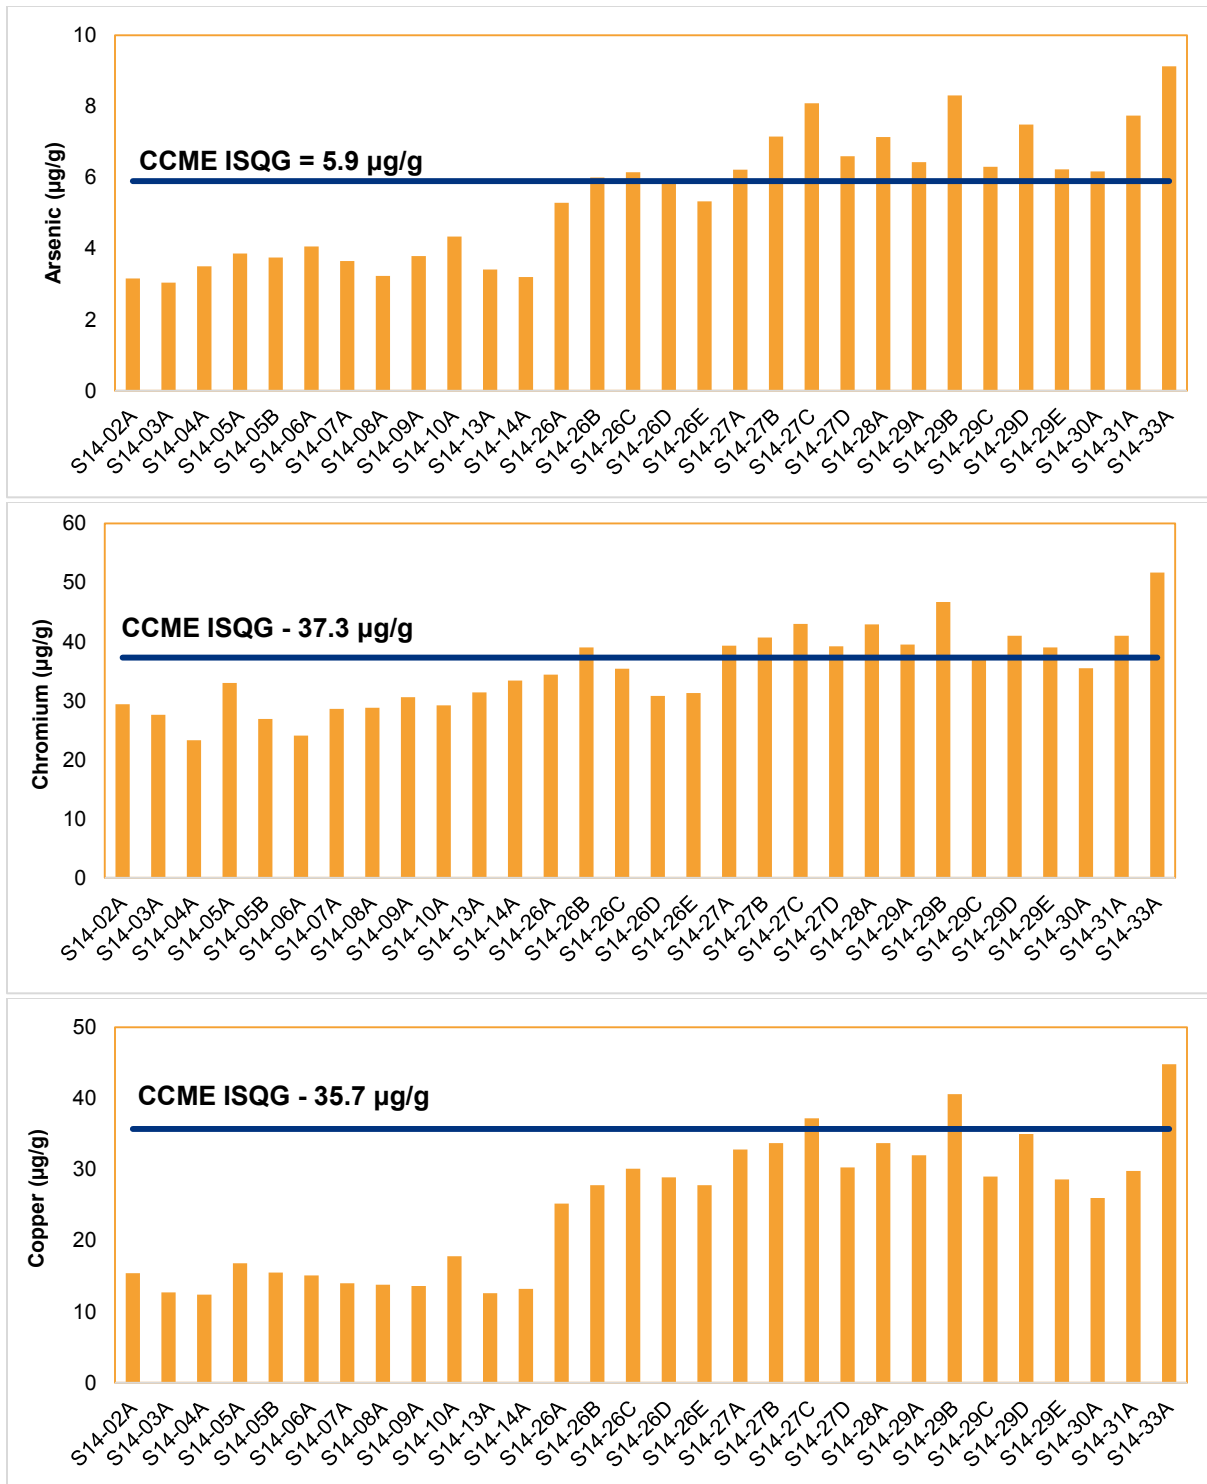 10
8
6
4
2
0
Arsenic (µg/g)
CCME ISQG = 5.9 µg/g
S14-02A
S14-03A
S14-04A
S14-05A
S14-05B
S14-06A
S14-07A
S14-08A
S14-09A
S14-10A
S14-13A
S14-14A
S14-26A
S14-26B
S14-26C
S14-26D
S14-26E
S14-27A
S14-27B
S14-27C
S14-27D
S14-28A
S14-29A
S14-29B
S14-29C
S14-29D
S14-29E
S14-30A
S14-31A
S14-33A
60
50
40
30
20
10
0
Chromium (µg/g)
CCME ISQG - 37.3 µg/g
S14-02A
S14-03A
S14-04A
S14-05A
S14-05B
S14-06A
S14-07A
S14-08A
S14-09A
S14-10A
S14-13A
S14-14A
S14-26A
S14-26B
S14-26C
S14-26D
S14-26E
S14-27A
S14-27B
S14-27C
S14-27D
S14-28A
S14-29A
S14-29B
S14-29C
S14-29D
S14-29E
S14-30A
S14-31A
S14-33A
50
40
30
20
10
0
Copper (µg/g)
CCME ISQG - 35.7 µg/g
S14-02A
S14-03A
S14-04A
S14-05A
S14-05B
S14-06A
S14-07A
S14-08A
S14-09A
S14-10A
S14-13A
S14-14A
S14-26A
S14-26B
S14-26C
S14-26D
S14-26E
S14-27A
S14-27B
S14-27C
S14-27D
S14-28A
S14-29A
S14-29B
S14-29C
S14-29D
S14-29E
S14-30A
S14-31A
S14-33A